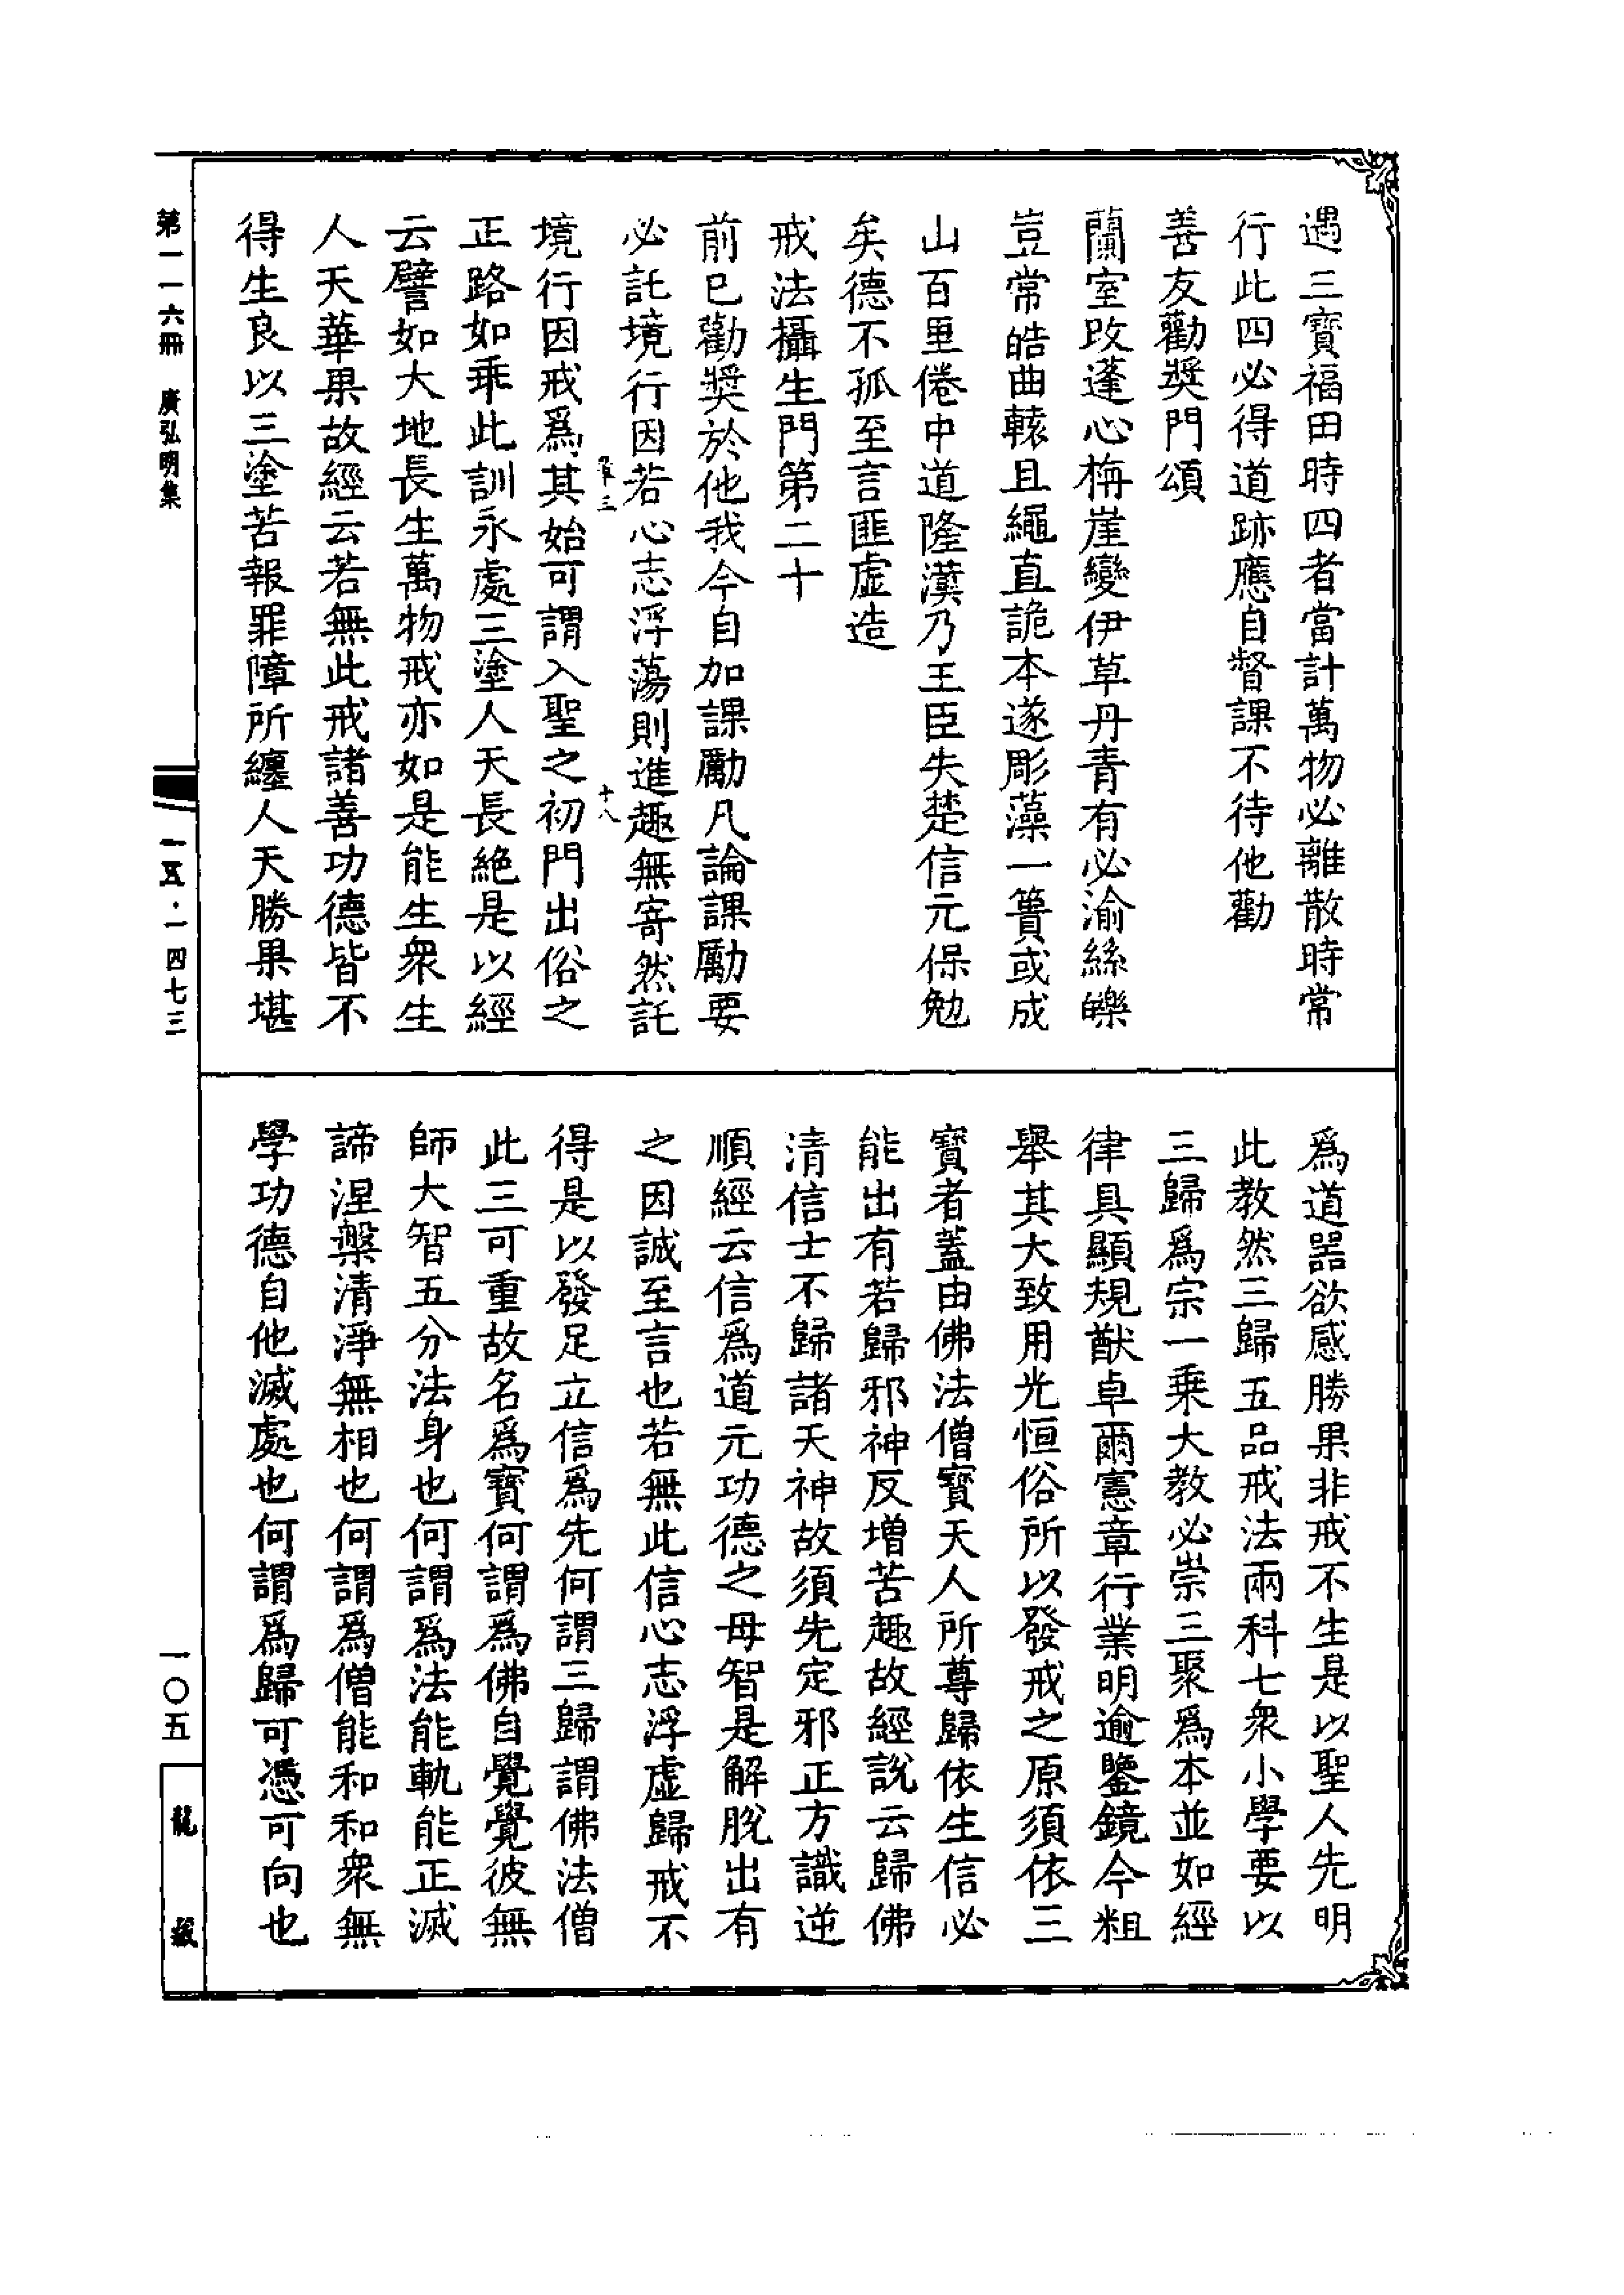 遇三寶福田時四者當計萬物必離散時常
行此四必得道跡應自督課不待他勸
善友勸奬門頌
蘭室改蓬心栴崖變伊草丹青有必渝絲皪
豈常皓曲轅且繩直詭本遂彫藻一簣或成
山百里倦中道隆漢乃王臣失楚信元保勉
矣德不孤至言匪虛造
戒法攝生門第二十
前已勸奬於他我今自加課勵凡論課勵要
必託境行因若心志浮蕩則進趣無寄然託
境行因戒爲其始可謂入聖之初門出俗之
正路如乖此訓永處三塗人天長絶是以經
云譬如大地長生萬物戒亦如是能生衆生
人天華果故經云若無此戒諸善功德皆不
得生良以三塗苦報罪障所纏人天勝果堪
爲道器欲感勝果非戒不生是以聖人先明
此教然三歸五品戒法兩科七衆小學要以
三歸爲宗一乗大教必崇三聚爲本並如經
律具顯規猷卓爾憲章行業明逾鑒鏡今粗
舉其大致用光恒俗所以發戒之原須依三
寶者蓋由佛法僧寶天人所尊歸依生信必
能出有若歸邪神反增苦趣故經説云歸佛
清信士不歸諸天神故須先定邪正方識逆
順經云信爲道元功德之母智是解脫出有
之因誠至言也若無此信心志浮虛歸戒不
得是以發足立信爲先何謂三歸謂佛法僧
此三可重故名爲寶何謂爲佛自覺覺彼無
師大智五分法身也何謂爲法能軌能正滅
諦涅槃清淨無相也何謂爲僧能和和衆無
學功德自他滅處也何謂爲歸可憑可向也
三
十八
第一一六冊 廣弘明集
一五·一四七三
一〇五
龍藏